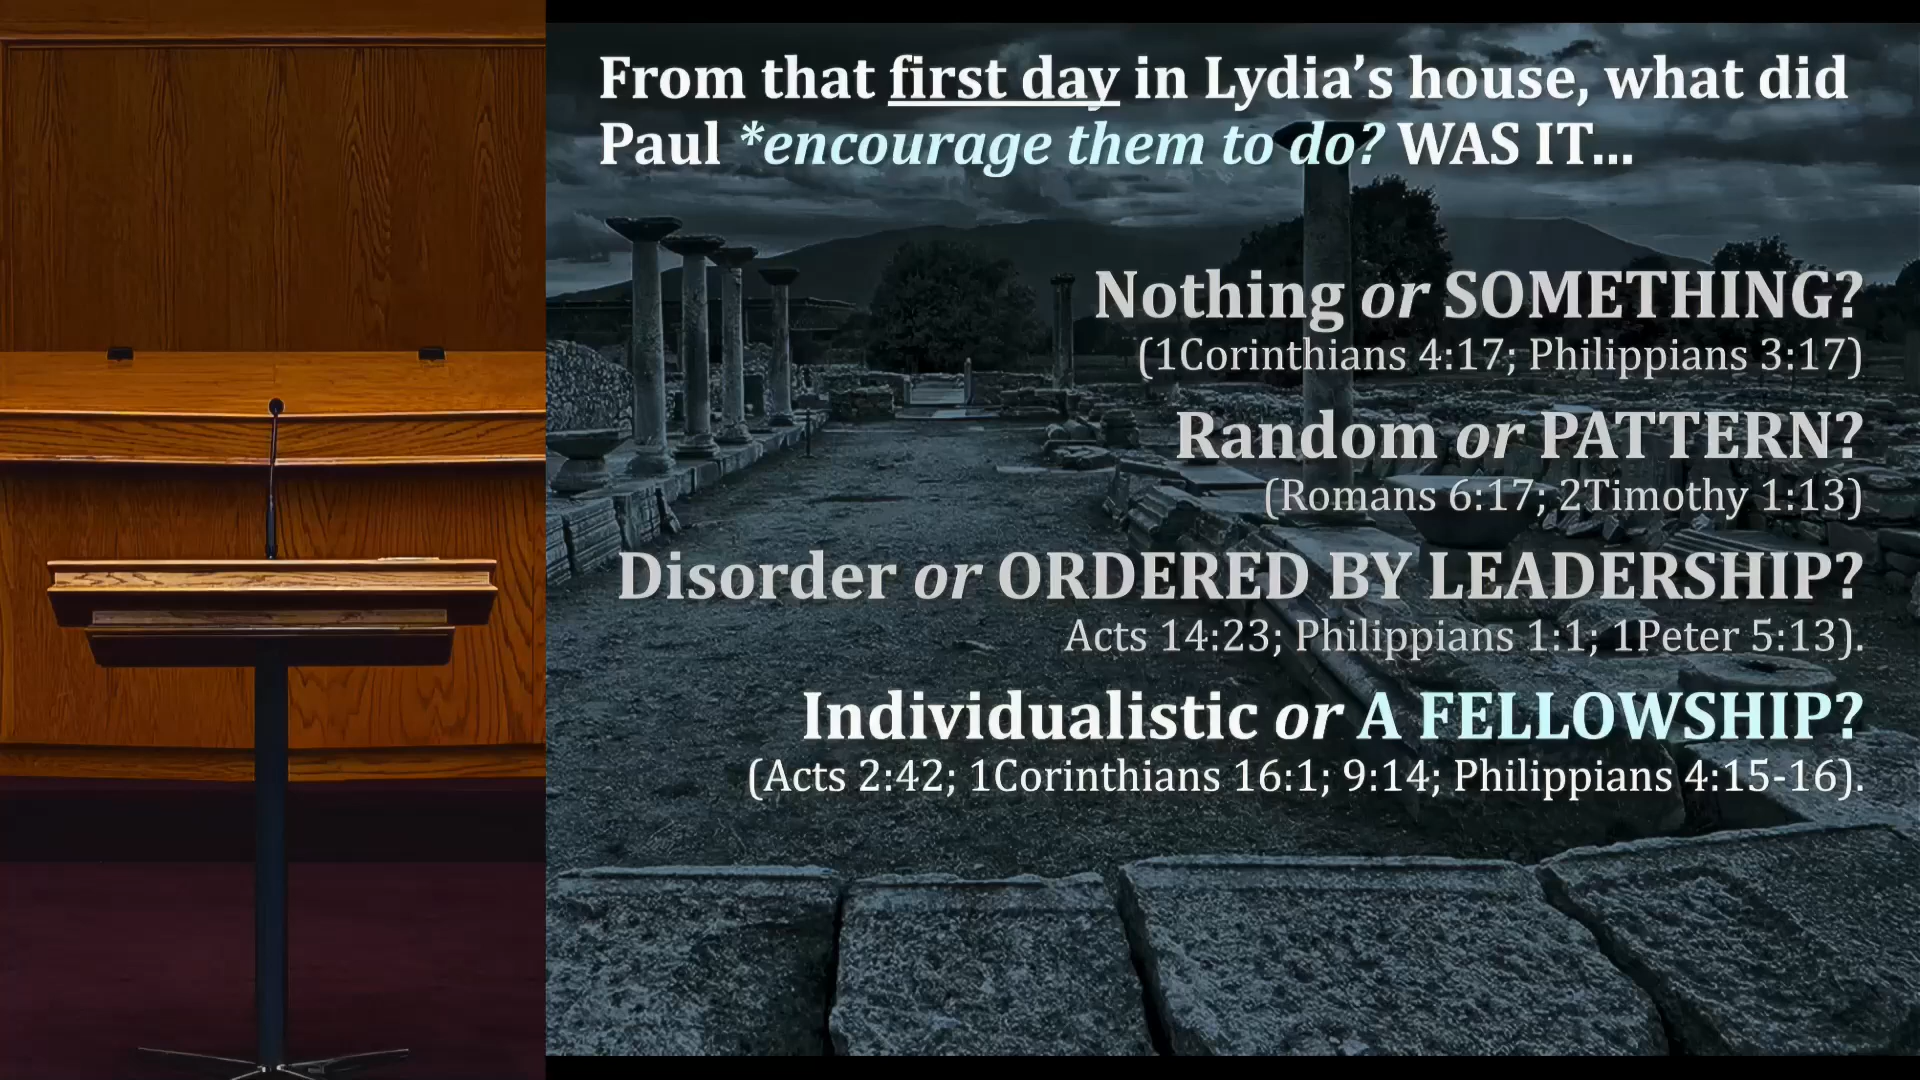 From that first day in Lydia's house, what did
Paul *encourage them to do? WAS IT...
Nothing or SOMETHING?
(1Corinthians 4:17; Philippians 3:17)
Random or PATTERN?
(Romans 6:17; 2Timothy 1:13)
Disorder or ORDERED BY LEADERSHIP?
Acts 14:23; Philippians 1:1; 1Peter 5:13).
Individualistic or A FELLOWSHIP?
(Acts 2:42; 1Corinthians 16:1; 9:14; Philippians 4:15-16).